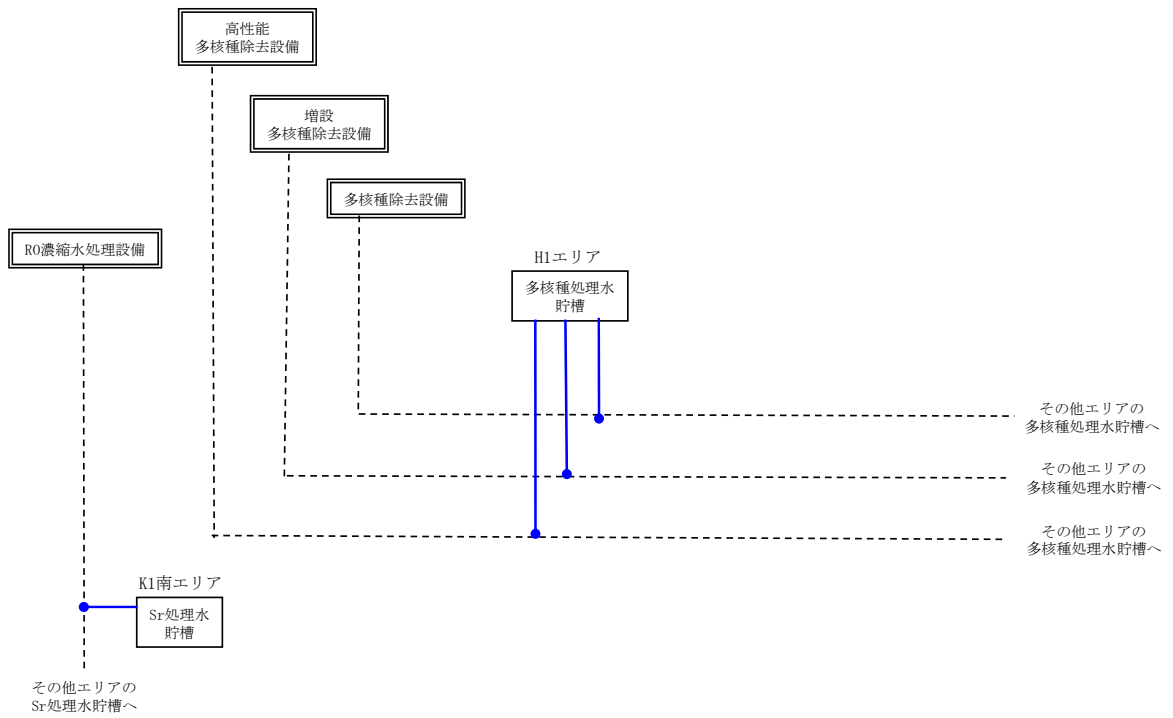 高性能
多核種除去設備
増設
多核種除去設備
多核種除去設備
RO濃縮水処理設備
H1エリア
多核種処理水
貯槽
その他エリアの
多核種処理水貯槽へ
その他エリアの
多核種処理水貯槽へ
その他エリアの
多核種処理水貯槽へ
K1南エリア
Sr処理水
貯槽
その他エリアの
Sr処理水貯槽へ